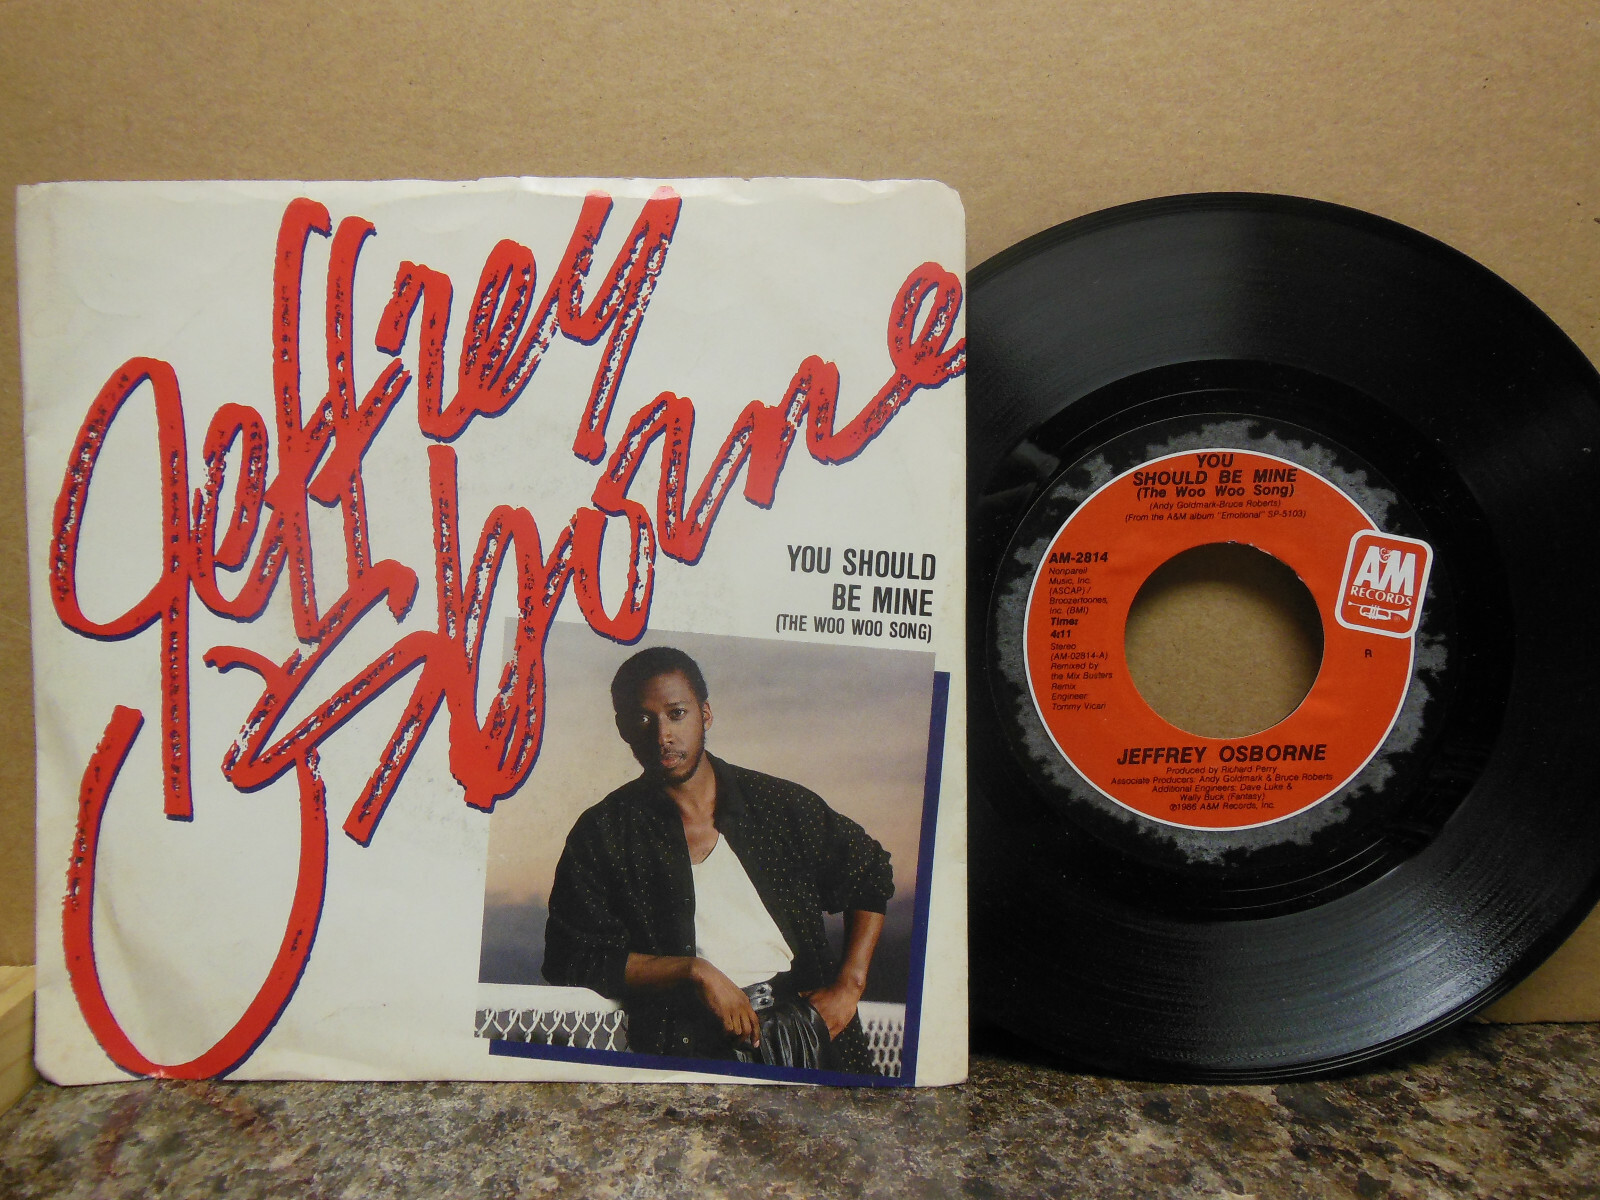 Jeffrey
Osborne
YOU SHOULD
BE MINE
(THE WOO WOO SONG)
YOU
SHOULD BE MINE
(The Woo Woo Song)
(Andy Goldmark-Bruce Roberts)
(From the A&M album "Emotional" SP-5103)
AM-2814
Nonpareil
Music, Inc.
(ASCAP) /
Broozertoones,
Inc. (BMI)
Time:
4:11
Stereo
(AM-02814-A)
Remixed by
the Mix Busters
Remix
Engineer:
Tommy Vicari
A&M
RECORDS
R
JEFFREY OSBORNE
Produced by Richard Perry
Associate Producers: Andy Goldmark & Bruce Roberts
Additional Engineers: Dave Luke &
Wally Buck (Fantasy)
℗1986 A&M Records, Inc.